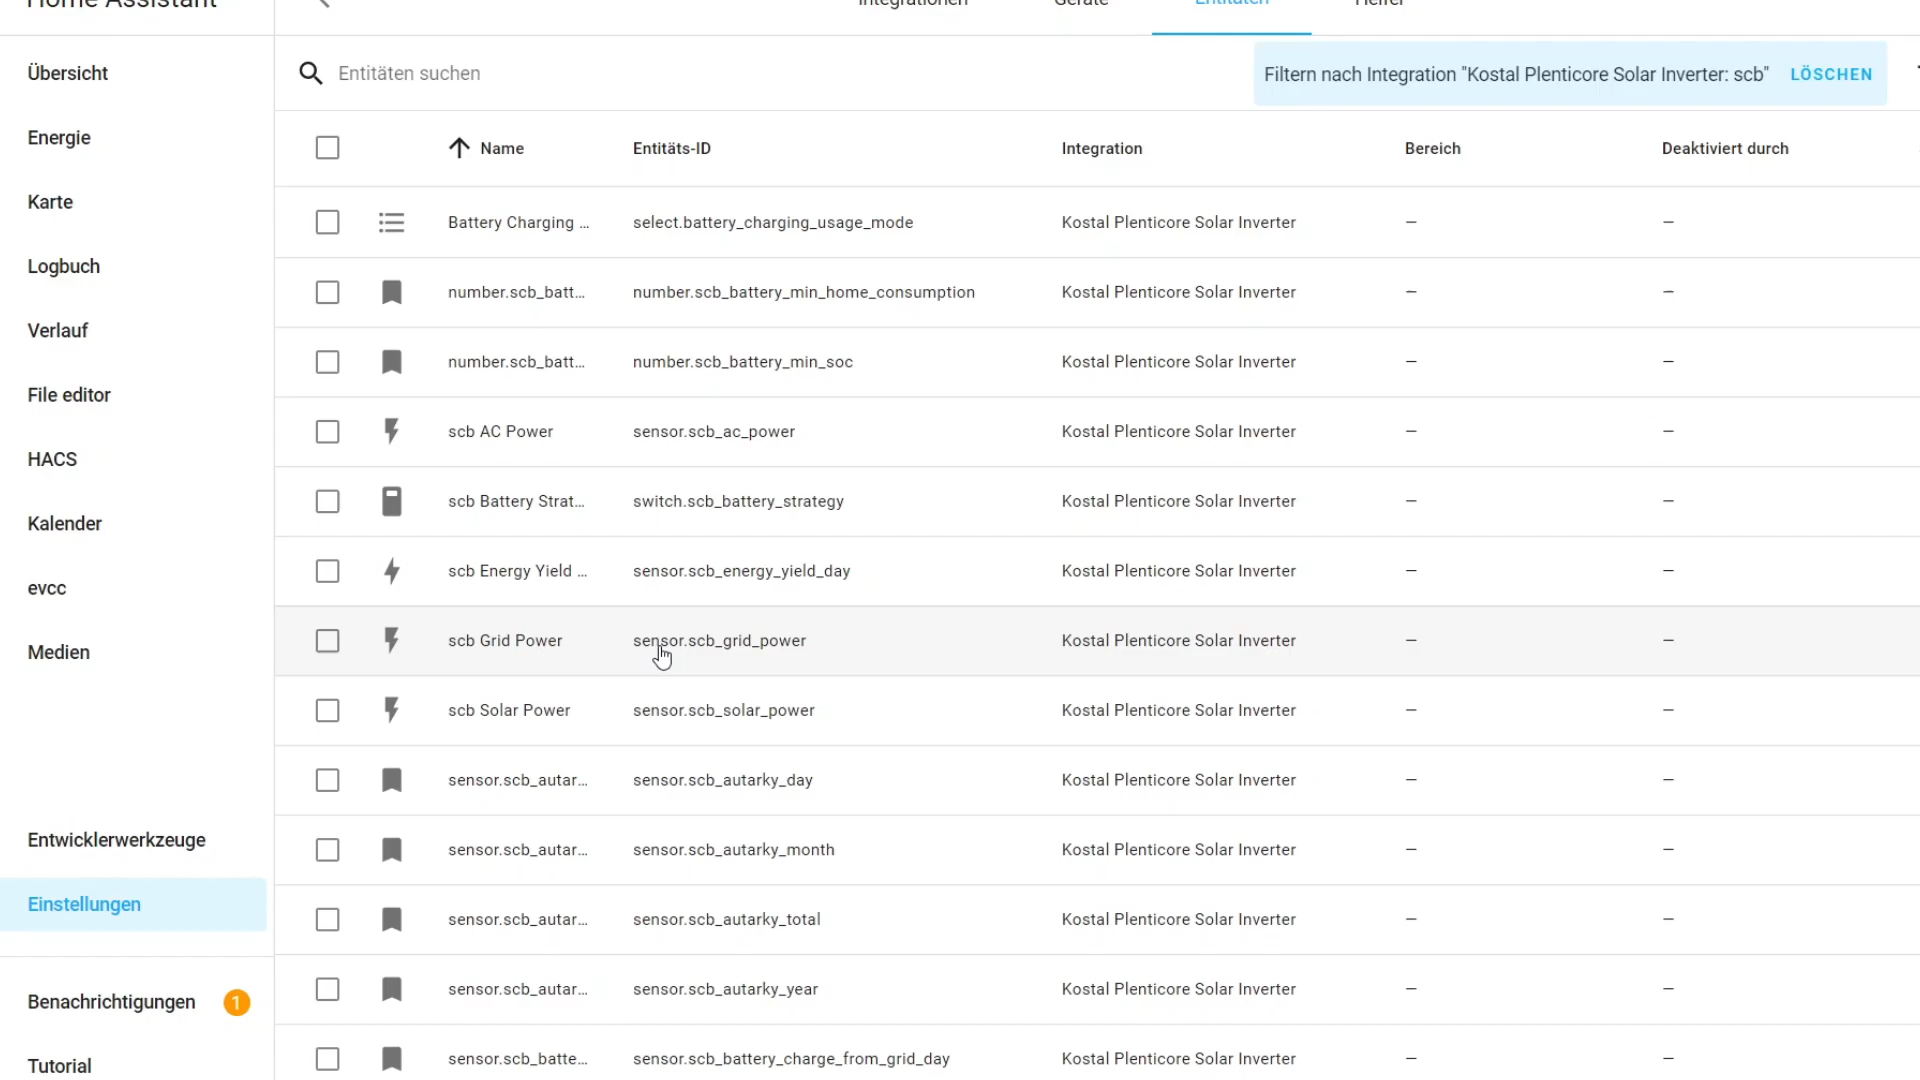 Home Assistant
Integrationen
Geräte
Entitäten
Helfer
Übersicht
Energie
Karte
Logbuch
Verlauf
File editor
HACS
Kalender
evcc
Medien
Entwicklerwerkzeuge
Einstellungen
Benachrichtigungen 1
Tutorial
Entitäten suchen
Filtern nach Integration "Kostal Plenticore Solar Inverter: scb" LÖSCHEN
Name Entitäts-ID Integration Bereich Deaktiviert durch
Battery Charging ... select.battery_charging_usage_mode Kostal Plenticore Solar Inverter — —
number.scb_batt... number.scb_battery_min_home_consumption Kostal Plenticore Solar Inverter — —
number.scb_batt... number.scb_battery_min_soc Kostal Plenticore Solar Inverter — —
scb AC Power sensor.scb_ac_power Kostal Plenticore Solar Inverter — —
scb Battery Strat... switch.scb_battery_strategy Kostal Plenticore Solar Inverter — —
scb Energy Yield ... sensor.scb_energy_yield_day Kostal Plenticore Solar Inverter — —
scb Grid Power sensor.scb_grid_power Kostal Plenticore Solar Inverter — —
scb Solar Power sensor.scb_solar_power Kostal Plenticore Solar Inverter — —
sensor.scb_autar... sensor.scb_autarky_day Kostal Plenticore Solar Inverter — —
sensor.scb_autar... sensor.scb_autarky_month Kostal Plenticore Solar Inverter — —
sensor.scb_autar... sensor.scb_autarky_total Kostal Plenticore Solar Inverter — —
sensor.scb_autar... sensor.scb_autarky_year Kostal Plenticore Solar Inverter — —
sensor.scb_batte... sensor.scb_battery_charge_from_grid_day Kostal Plenticore Solar Inverter — —